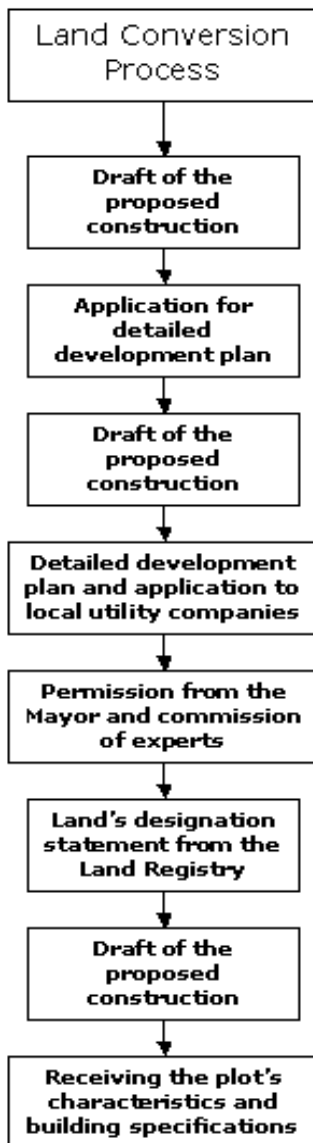 Land Conversion
Process
Draft of the
proposed
construction
Application for
detailed
development plan
Draft of the
proposed
construction
Detailed development
plan and application to
local utility companies
Permission from the
Mayor and commission
of experts
Land's designation
statement from the
Land Registry
Draft of the
proposed
construction
Receiving the plot's
characteristics and
building specifications